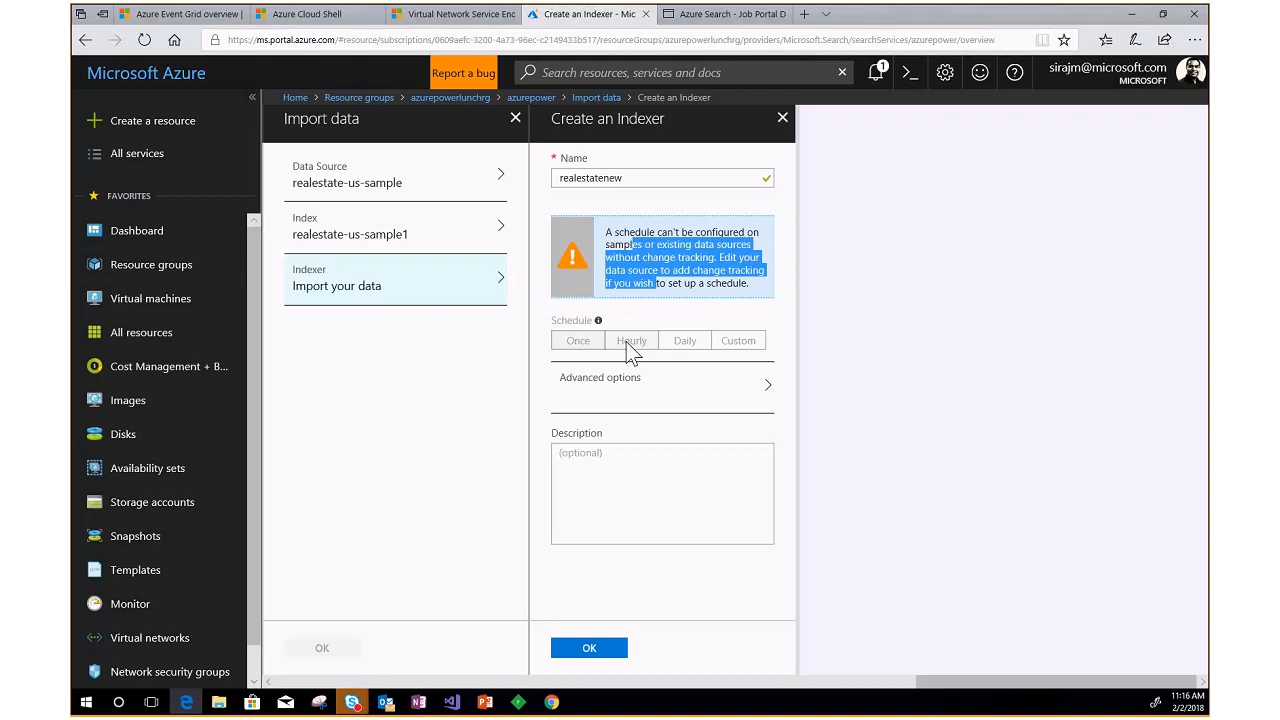 Azure Event Grid overview
Azure Cloud Shell
Virtual Network Service Enc
Create an Indexer - Mic
Azure Search - Job Portal D
https://ms.portal.azure.com/#resource/subscriptions/0609aefc-3200-4a73-96ec-c2149433b517/resourceGroups/azurepowerlunchrg/providers/Microsoft.Search/searchServices/azurepower/overview
Microsoft Azure
Report a bug
Search resources, services and docs
1
sirajm@microsoft.com
MICROSOFT
Home
Resource groups
azurepowerlunchrg
azurepower
Import data
Create an Indexer
Create a resource
All services
FAVORITES
Dashboard
Resource groups
Virtual machines
All resources
Cost Management + B...
Images
Disks
Availability sets
Storage accounts
Snapshots
Templates
Monitor
Virtual networks
Network security groups
Import data
Data Source
realestate-us-sample
Index
realestate-us-sample1
Indexer
Import your data
OK
Create an Indexer
* Name
realestatenew
A schedule can't be configured on
samples or existing data sources
without change tracking. Edit your
data source to add change tracking
if you wish to set up a schedule.
Schedule
Once
Hourly
Daily
Custom
Advanced options
Description
(optional)
OK
11:16 AM
2/2/2018